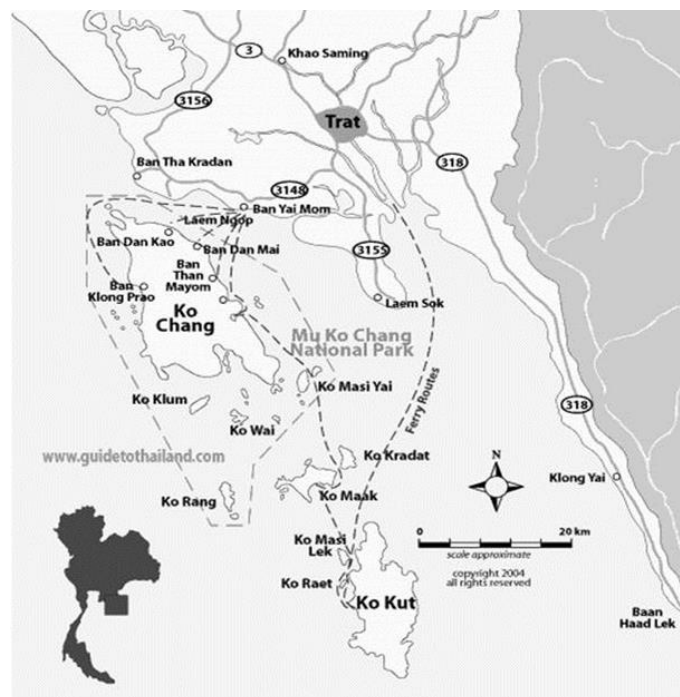 3
Khao Saming
3156
Trat
Ban Tha Kradan
318
3148
Ban Yai Mom
Laem Ngop
Ban Dan Kao
Ban Dan Mai
3155
Ban
Than
Mayom
Ban
Klong Prao
Laem Sok
Ko
Chang
Mu Ko Chang
National Park
Ko Masi Yai
Ferry Routes
Ko Klum
318
Ko Wai
www.guidetothailand.com
Ko Kradat
N
Klong Yai
Ko Rang
Ko Maak
0
20 km
scale approximate
Ko Masi
Lek
copyright 2004
all rights reserved
Ko Raet
Ko Kut
Baan
Haad Lek